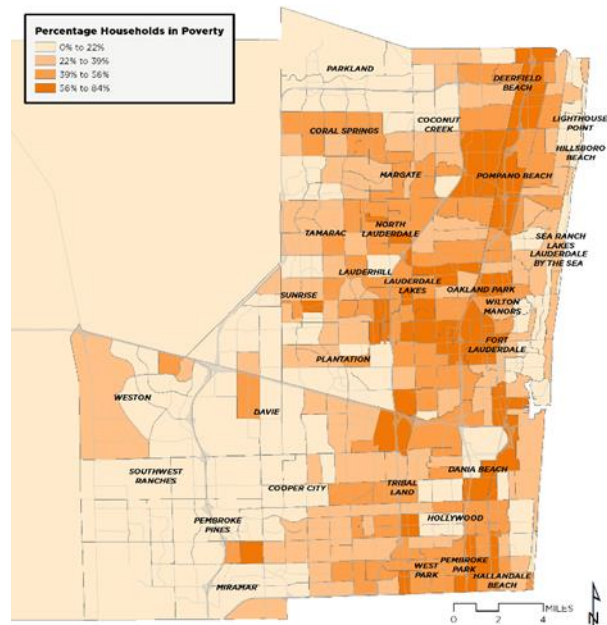 Percentage Households in Poverty
0% to 22%
22% to 39%
39% to 56%
56% to 84%
PARKLAND
DEERFIELD
BEACH
COCONUT
CREEK
LIGHTHOUSE
POINT
CORAL SPRINGS
HILLSBORO
BEACH
MARGATE
POMPANO BEACH
NORTH
LAUDERDALE
TAMARAC
SEA RANCH
LAKES
LAUDERDALE
BY THE SEA
LAUDERHILL
LAUDERDALE
LAKES
OAKLAND PARK
SUNRISE
WILTON
MANORS
FORT
LAUDERDALE
PLANTATION
WESTON
DAVIE
DANIA BEACH
SOUTHWEST
RANCHES
COOPER CITY
TRIBAL
LAND
PEMBROKE
PINES
HOLLYWOOD
WEST
PARK
PEMBROKE
PARK
HALLANDALE
BEACH
MIRAMAR
MILES
0 2 4
N